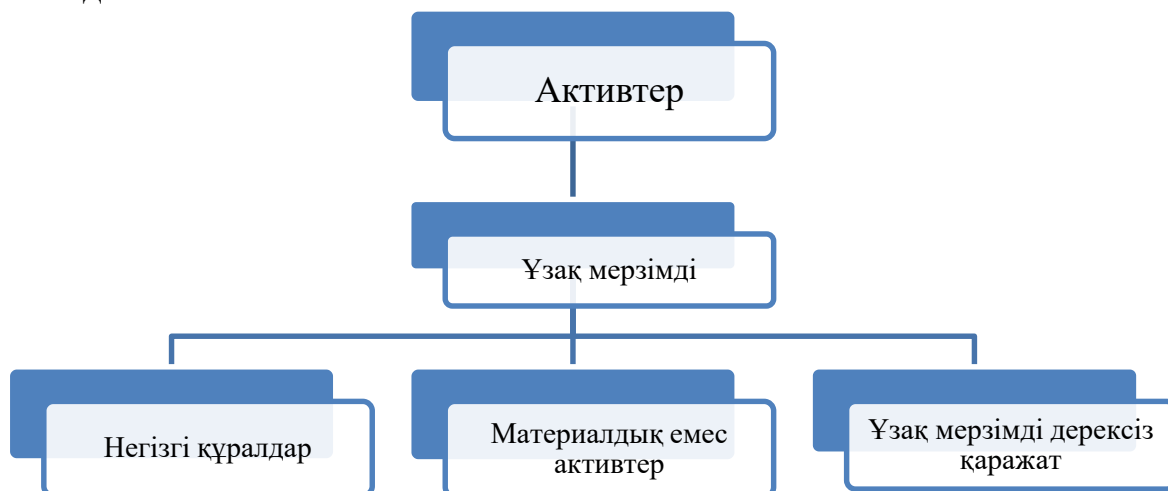 Активтер
Ұзақ мерзімді
Негізгі құралдар
Материалдық емес
активтер
Ұзақ мерзімді дерексіз
қаражат